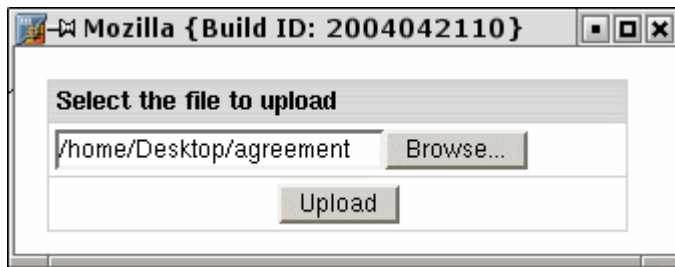 Mozilla {Build ID: 2004042110}
Select the file to upload
/home/Desktop/agreement Browse...
Upload